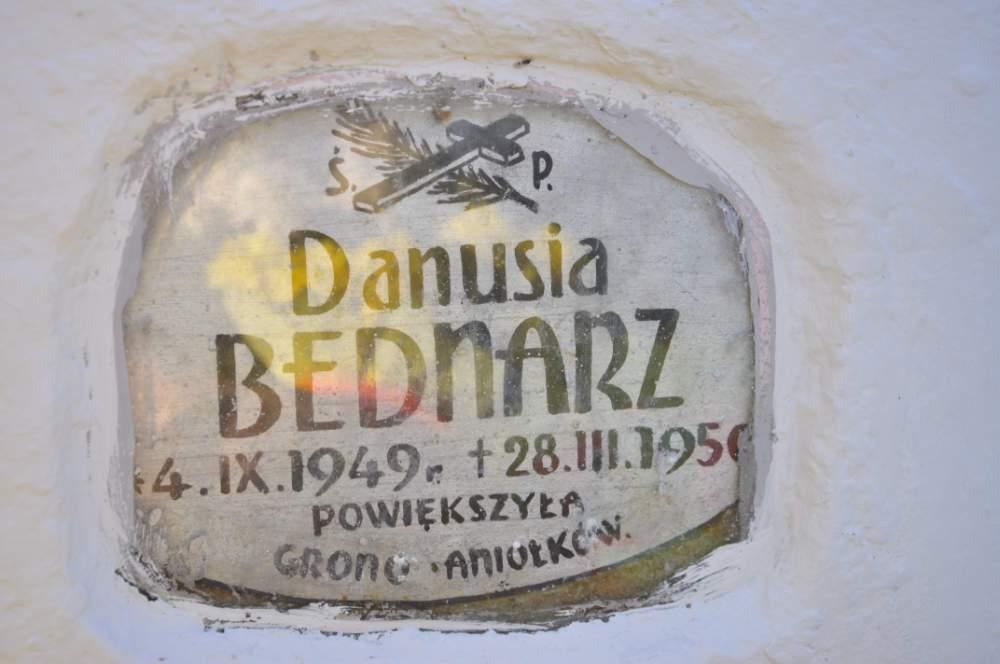 Ś. P.
Danusia
BEDNARZ
4.IX.1949r. † 28.III.1950
POWIĘKSZYŁA
GRONO ANIOŁKÓW.